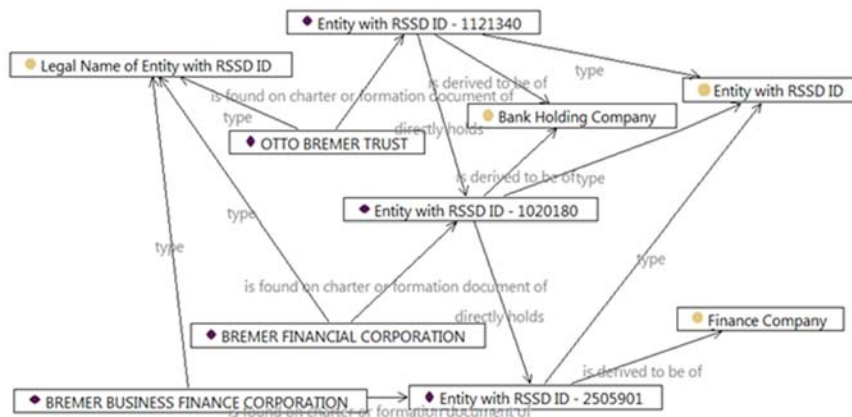 Entity with RSSD ID - 1121340
Legal Name of Entity with RSSD ID
is derived to be of
type
Entity with RSSD ID
is found on charter or formation document of
type
Bank Holding Company
directly holds
OTTO BREMER TRUST
is derived to be of
type
Entity with RSSD ID - 1020180
type
type
type
is found on charter or formation document of
directly holds
Finance Company
BREMER FINANCIAL CORPORATION
is derived to be of
BREMER BUSINESS FINANCE CORPORATION
Entity with RSSD ID - 2505901
is found on charter or formation document of